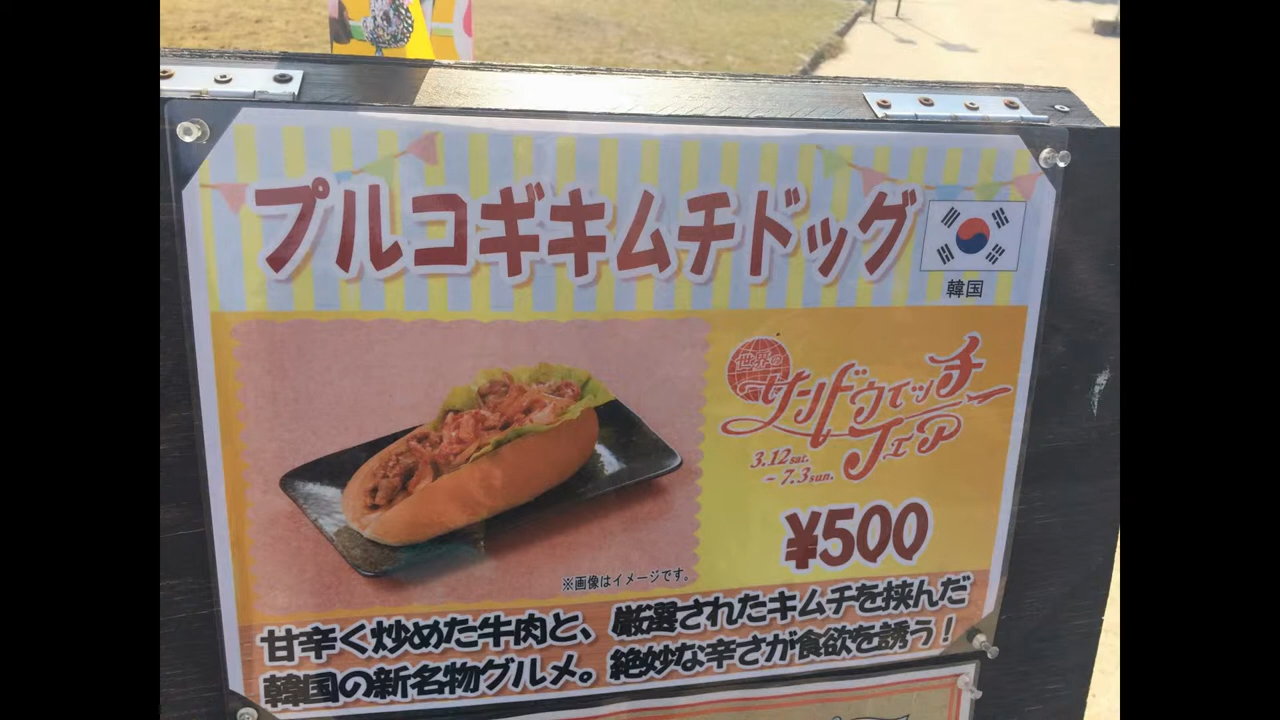 プルコギキムチドッグ
韓国
世界の
サンドウィッチ
フェア
3.12sat.
-7.3sun.
¥500
※画像はイメージです。
甘辛く炒めた牛肉と、厳選されたキムチを挟んだ
韓国の新名物グルメ。絶妙な辛さが食欲を誘う!